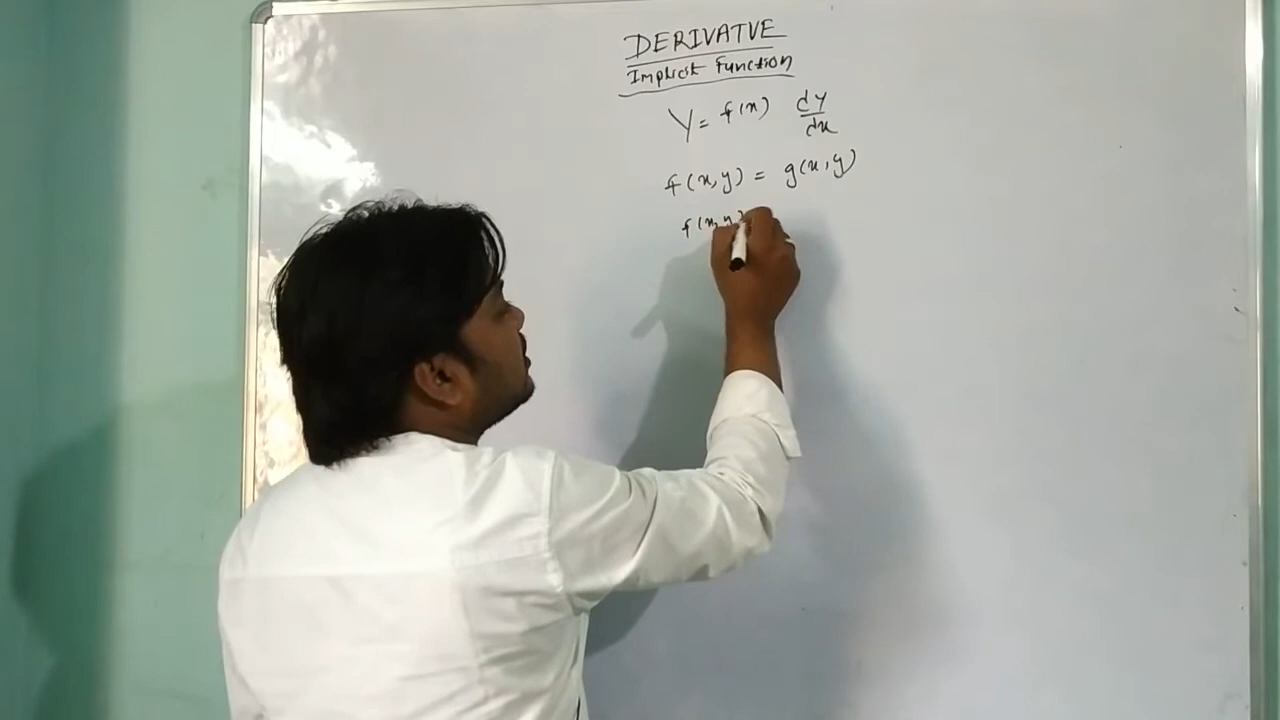 DERIVATVE
Implicit Function
Y = f(x) dy/dx
f(x,y) = g(x,y)
f(x,y)